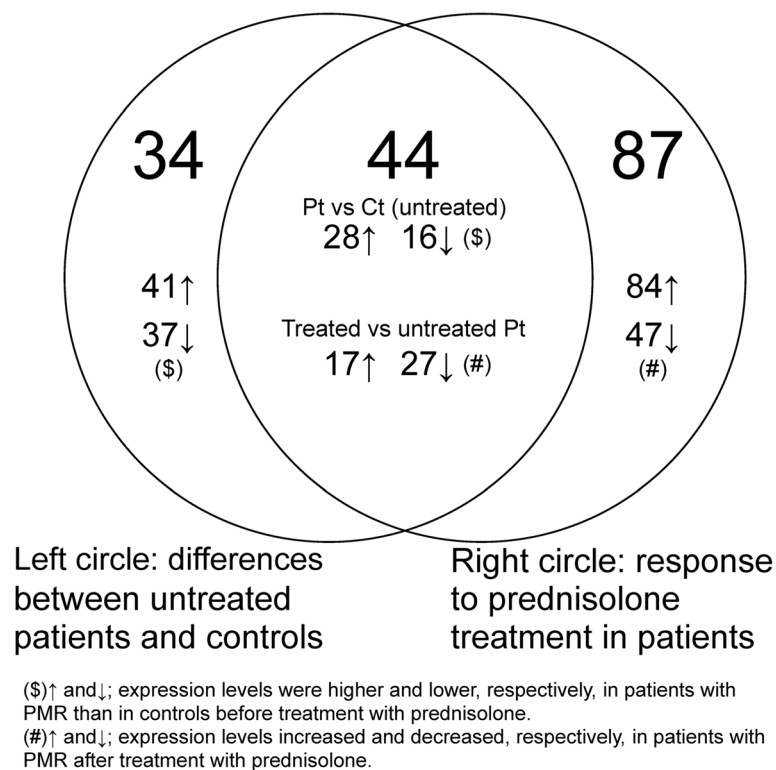 34 44 87
Pt vs Ct (untreated)
28↑ 16↓ ($)
41↑ 84↑
37↓ Treated vs untreated Pt 47↓
($) 17↑ 27↓ (#) (#)
Left circle: differences
between untreated
patients and controls
Right circle: response
to prednisolone
treatment in patients
($)↑ and↓; expression levels were higher and lower, respectively, in patients with
PMR than in controls before treatment with prednisolone.
(#)↑ and↓; expression levels increased and decreased, respectively, in patients with
PMR after treatment with prednisolone.